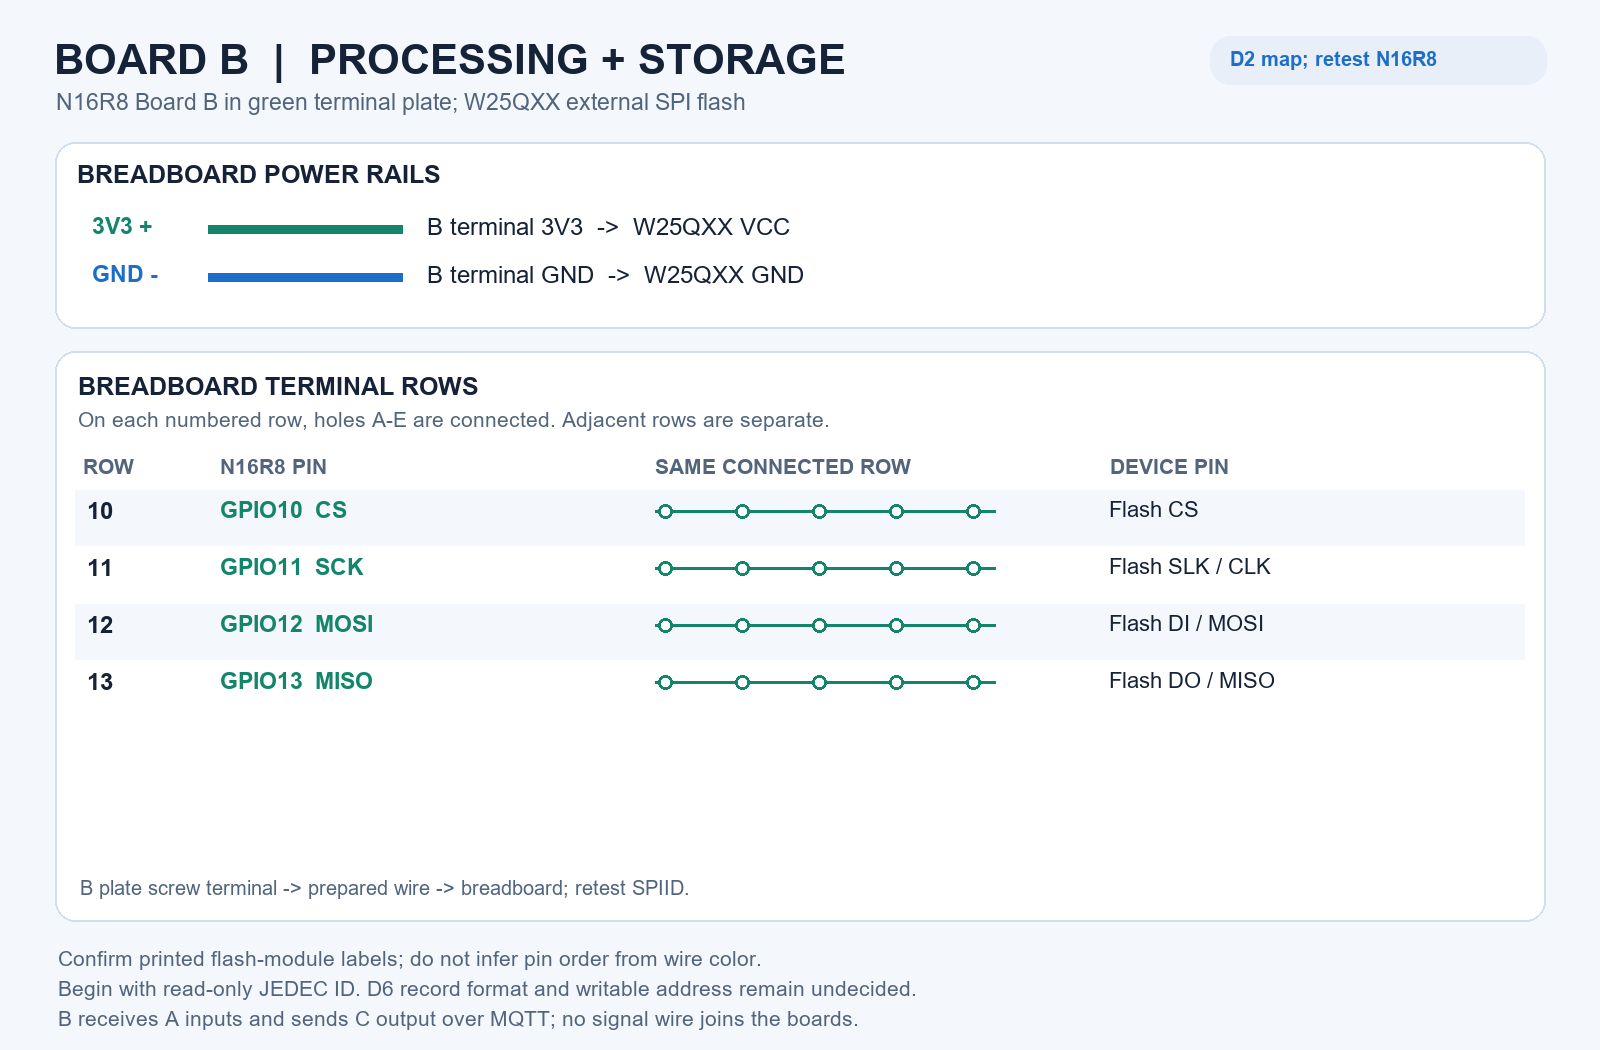 BOARD B | PROCESSING + STORAGE
D2 map; retest N16R8
N16R8 Board B in green terminal plate; W25QXX external SPI flash
BREADBOARD POWER RAILS
3V3 + B terminal 3V3 -> W25QXX VCC
GND - B terminal GND -> W25QXX GND
BREADBOARD TERMINAL ROWS
On each numbered row, holes A-E are connected. Adjacent rows are separate.
ROW N16R8 PIN SAME CONNECTED ROW DEVICE PIN
10 GPIO10 CS Flash CS
11 GPIO11 SCK Flash SLK / CLK
12 GPIO12 MOSI Flash DI / MOSI
13 GPIO13 MISO Flash DO / MISO
B plate screw terminal -> prepared wire -> breadboard; retest SPIID.
Confirm printed flash-module labels; do not infer pin order from wire color.
Begin with read-only JEDEC ID. D6 record format and writable address remain undecided.
B receives A inputs and sends C output over MQTT; no signal wire joins the boards.